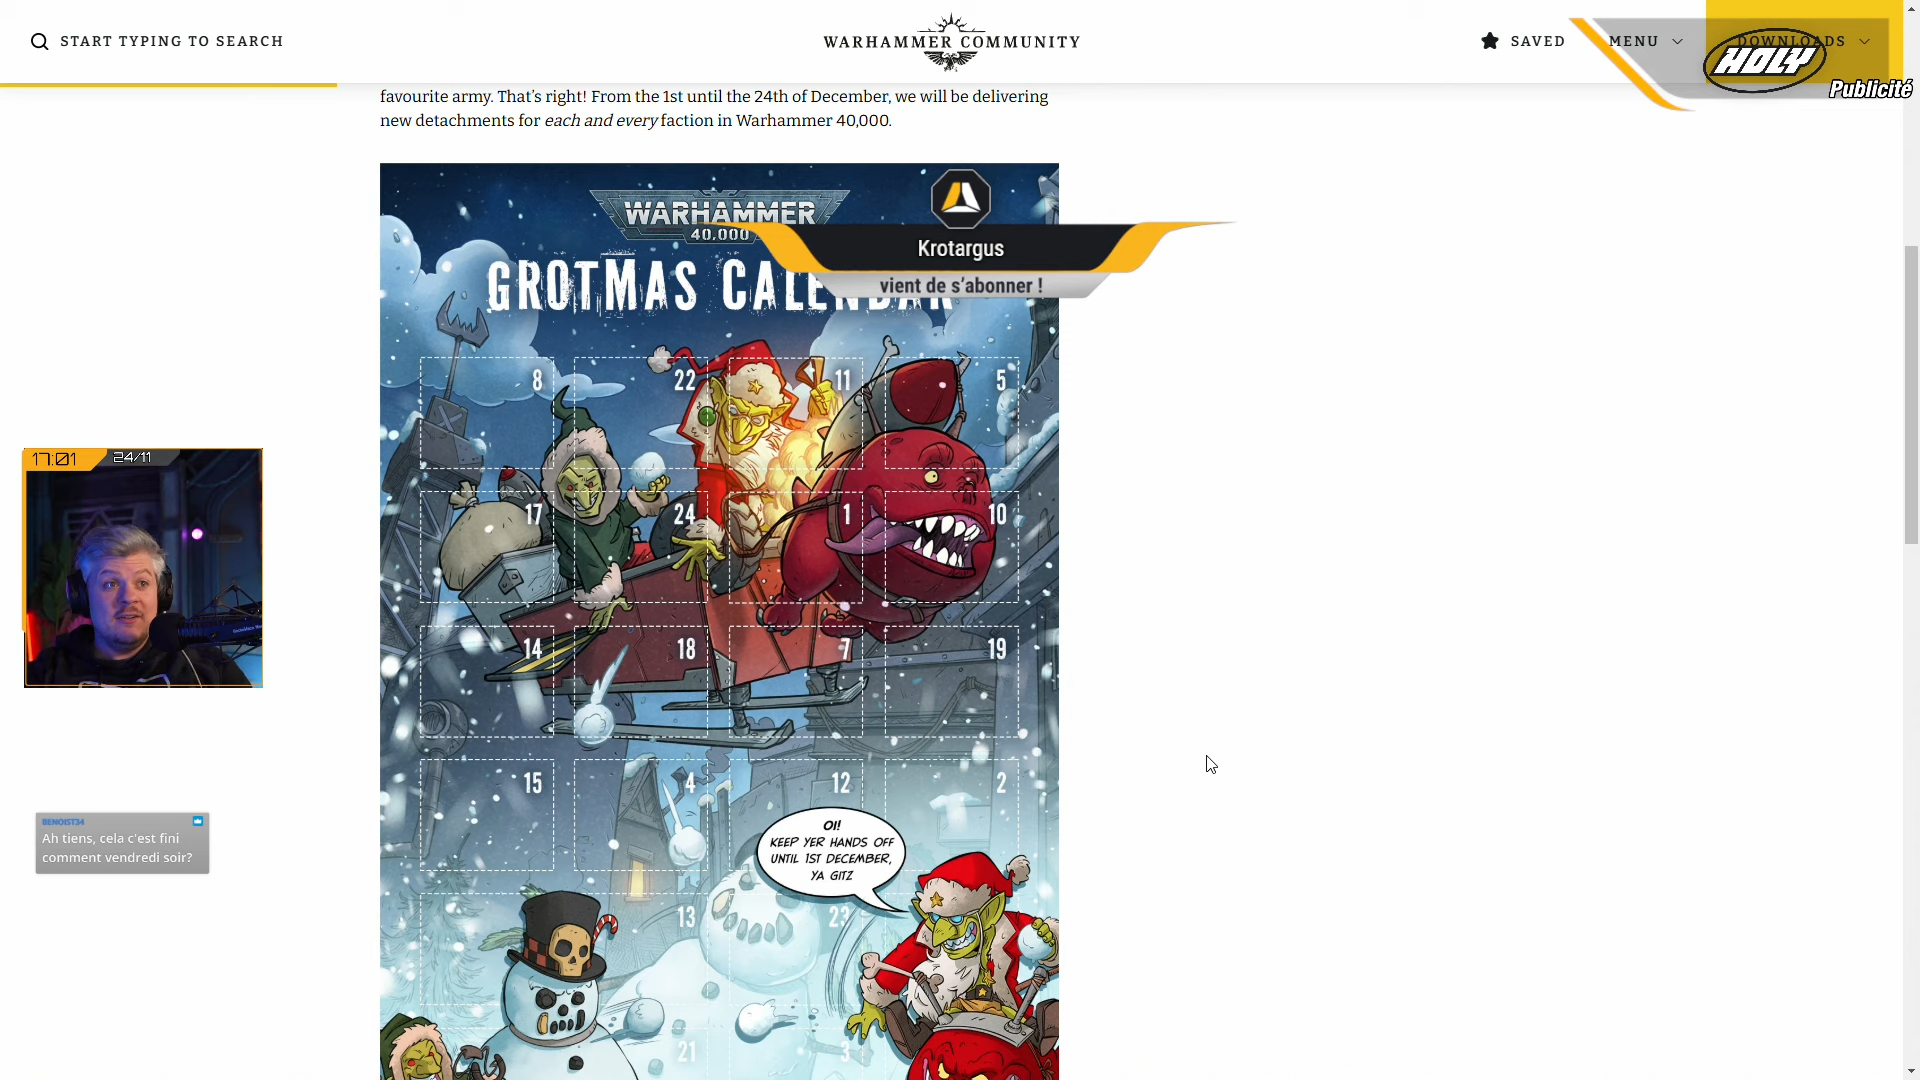 START TYPING TO SEARCH
WARHAMMER COMMUNITY
SAVED
MENU
DOWNLOADS
HOLY
Publicité
favourite army. That’s right! From the 1st until the 24th of December, we will be delivering
new detachments for each and every faction in Warhammer 40,000.
WARHAMMER
40,000
Krotargus
vient de s’abonner !
GROTMAS CALENDAR
8 22 11 5
17 24 1 10
14 18 7 19
15 4 12 2
OI!
KEEP YER HANDS OFF
UNTIL 1ST DECEMBER,
YA GITZ
13 23
21 3
17:01 24/11
BENOIST34
Ah tiens, cela c'est fini
comment vendredi soir?